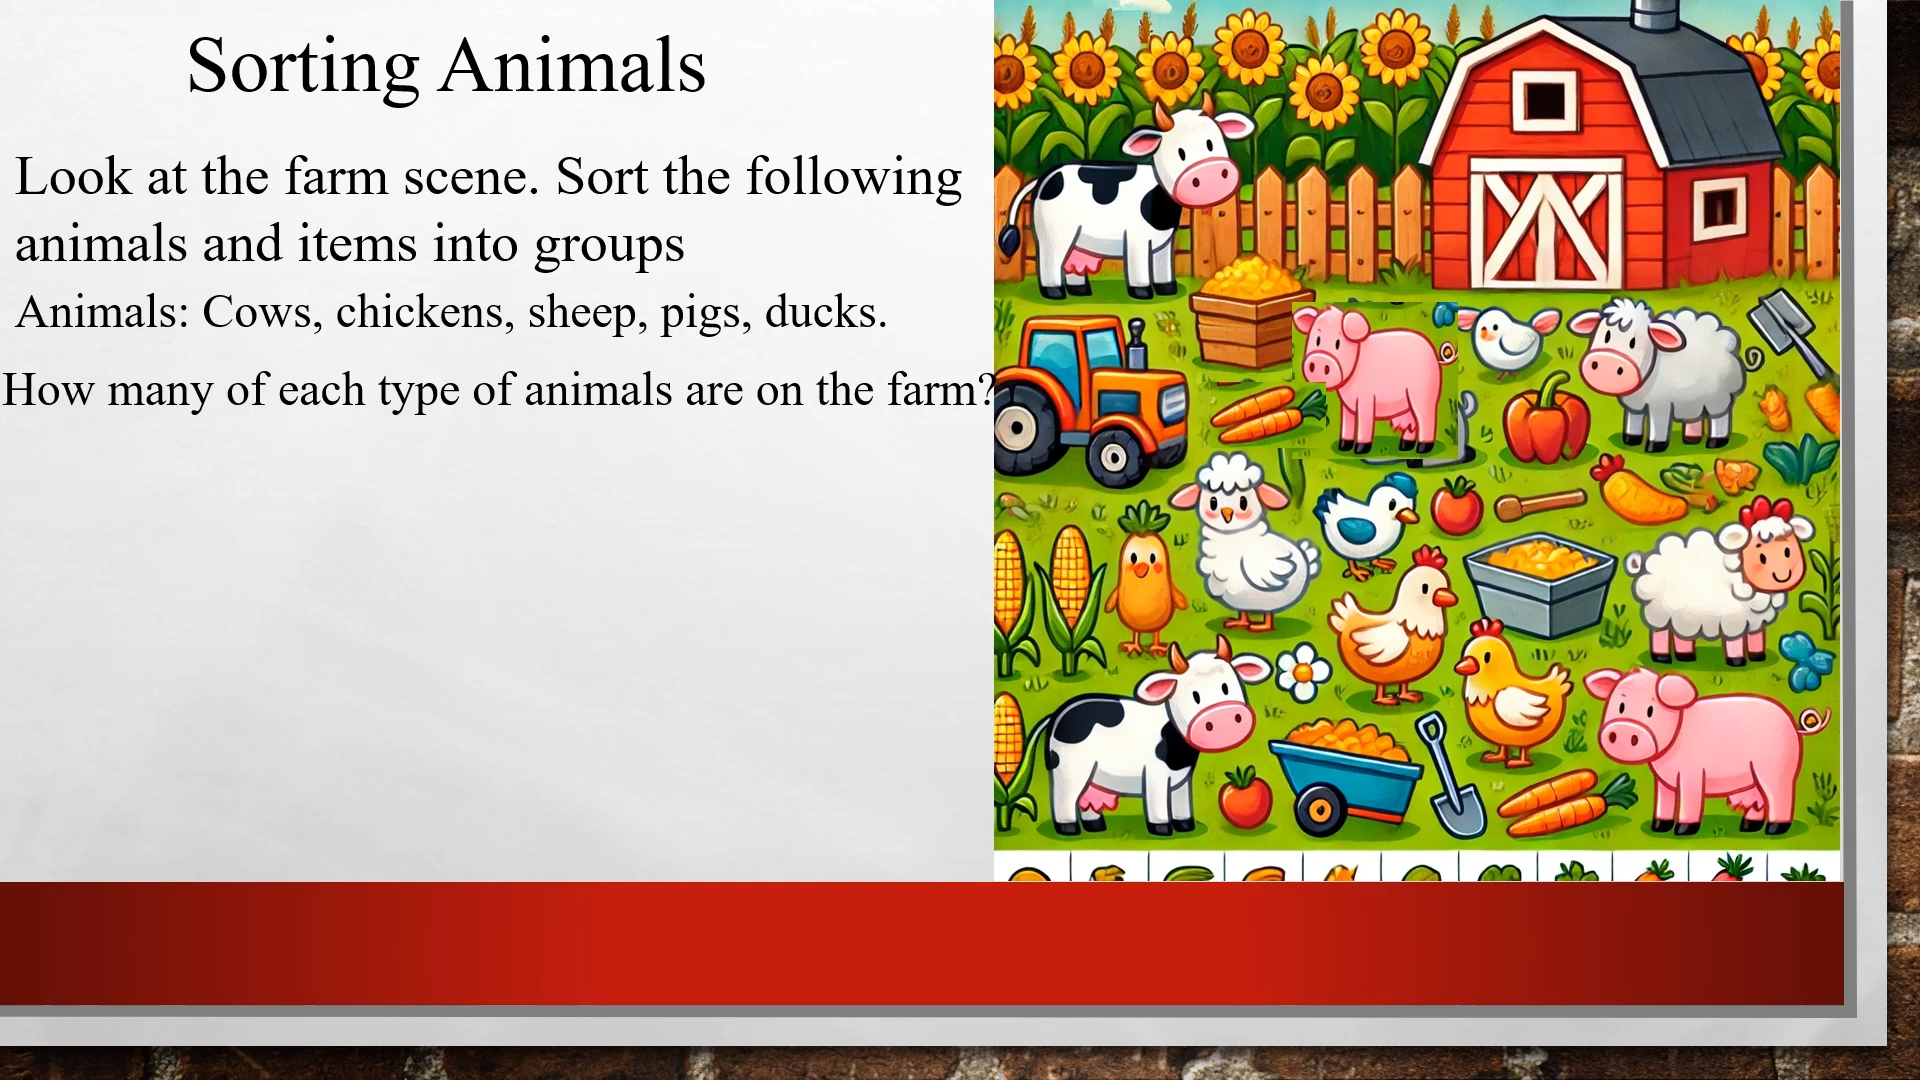 Sorting Animals
Look at the farm scene. Sort the following
animals and items into groups
Animals: Cows, chickens, sheep, pigs, ducks.
How many of each type of animals are on the farm?